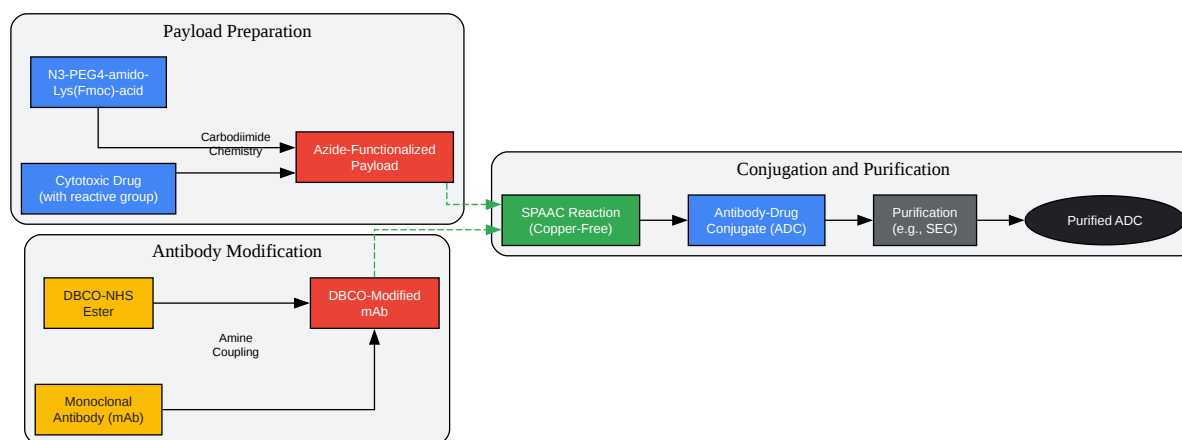 Payload Preparation
N3-PEG4-amido-
Lys(Fmoc)-acid
Carbodiimide
Chemistry
Azide-Functionalized
Payload
Cytotoxic Drug
(with reactive group)
Conjugation and Purification
SPAAC Reaction
(Copper-Free)
Antibody-Drug
Conjugate (ADC)
Purification
(e.g., SEC)
Purified ADC
Antibody Modification
DBCO-NHS
Ester
DBCO-Modified
mAb
Amine
Coupling
Monoclonal
Antibody (mAb)